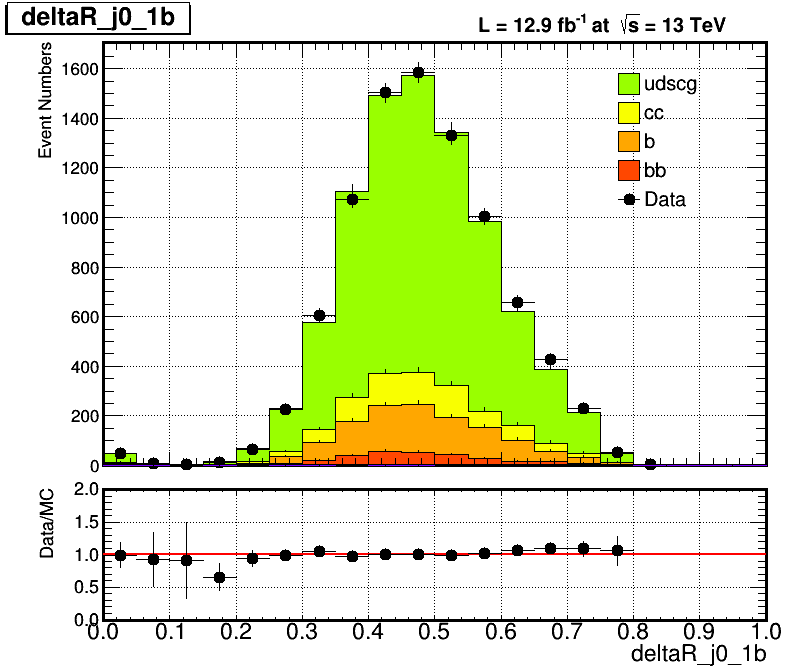 deltaR_j0_1b
L = 12.9 fb-1 at √s = 13 TeV
Event Numbers
1600
1400
1200
1000
800
600
400
200
0
udscg
cc
b
bb
Data
Data/MC
2.0
1.5
1.0
0.5
0.0
0.0 0.1 0.2 0.3 0.4 0.5 0.6 0.7 0.8 0.9 1.0
deltaR_j0_1b